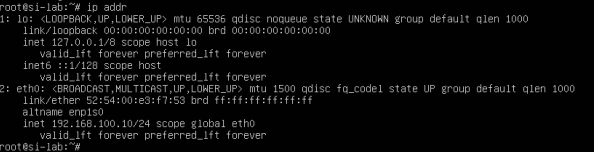 root@si-lab:~# ip addr
1: lo: <LOOPBACK,UP,LOWER_UP> mtu 65536 qdisc noqueue state UNKNOWN group default qlen 1000
    link/loopback 00:00:00:00:00:00 brd 00:00:00:00:00:00
    inet 127.0.0.1/8 scope host lo
       valid_lft forever preferred_lft forever
    inet6 ::1/128 scope host
       valid_lft forever preferred_lft forever
2: eth0: <BROADCAST,MULTICAST,UP,LOWER_UP> mtu 1500 qdisc fq_codel state UP group default qlen 1000
    link/ether 52:54:00:e3:f7:53 brd ff:ff:ff:ff:ff:ff
    altname enp1s0
    inet 192.168.100.10/24 scope global eth0
       valid_lft forever preferred_lft forever
root@si-lab:~#